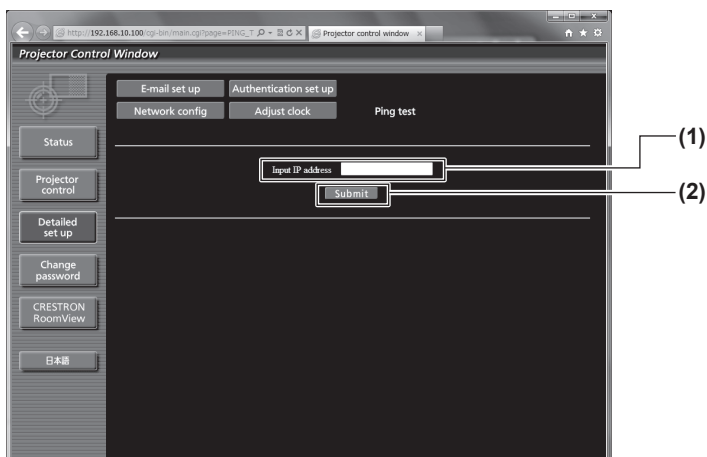 http://192.168.10.100/cgi-bin/main.cgi?page=PING_T
Projector control window
Projector Control Window
E-mail set up
Authentication set up
Network config
Adjust clock
Ping test
Status
Projector
control
Detailed
set up
Change
password
CRESTRON
RoomView
日本語
Input IP address
Submit
(1)
(2)